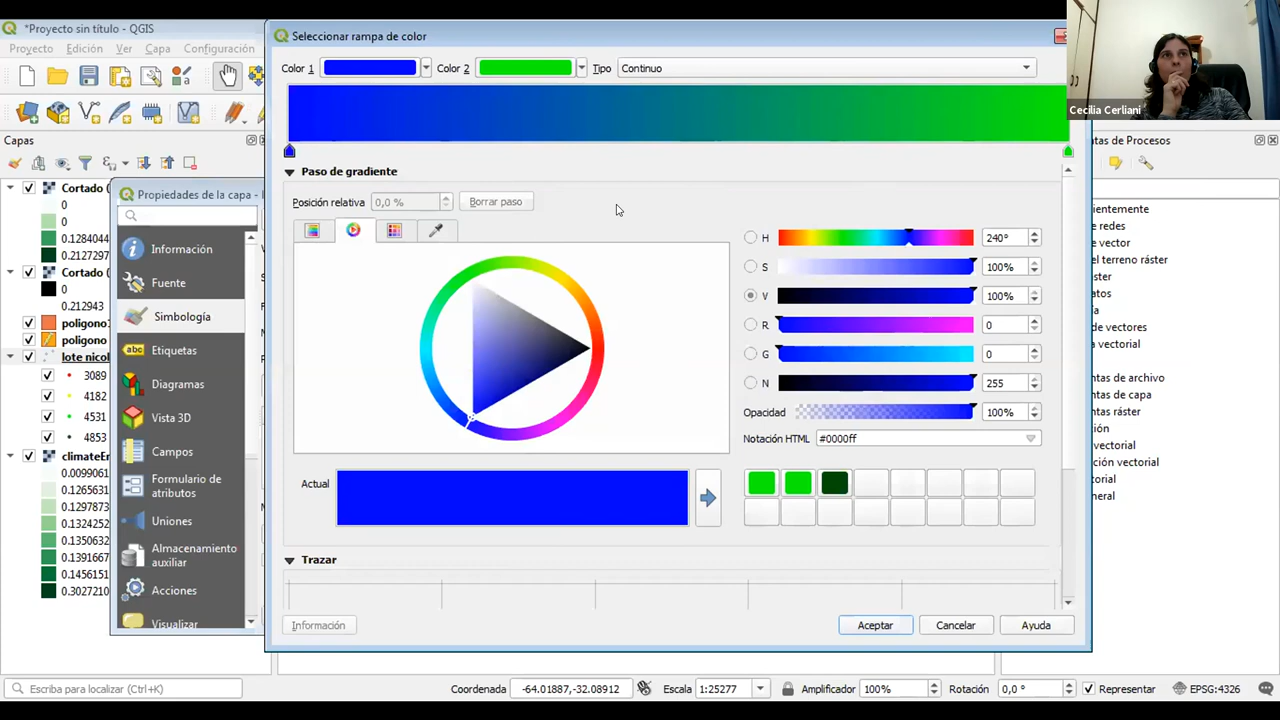 *Proyecto sin título - QGIS
Proyecto Edición Ver Capa Configuración
Capas
Cortado (
0
0
0.1284044
0.2127697
Cortado (
0
0.212943
poligono1
poligono
lote nicol
3089
4182
4531
4853
climateEn
0.0099061
0.1265631
0.1297873
0.1324252
0.1350632
0.1391667
0.1456151
0.3027210
Propiedades de la capa - l
Información
Fuente
Simbología
abc Etiquetas
Diagramas
Vista 3D
Campos
Formulario de
atributos
Uniones
Almacenamiento
auxiliar
Acciones
Visualizar
Seleccionar rampa de color
Color 1 Color 2 Tipo Continuo
Paso de gradiente
Posición relativa 0,0 % Borrar paso
H 240°
S 100%
V 100%
R 0
G 0
N 255
Opacidad 100%
Notación HTML #0000ff
Actual
Trazar
Información Aceptar Cancelar Ayuda
Cecilia Cerliani
ntas de Procesos
ientemente
de vector
el terreno ráster
ster
atos
e vectores
a vectorial
ntas de archivo
ntas de capa
ntas ráster
ión
vectorial
ción vectorial
torial
neral
Escriba para localizar (Ctrl+K) Coordenada -64.01887,-32.08912 Escala 1:25277 Amplificador 100% Rotación 0,0 ° Representar EPSG:4326